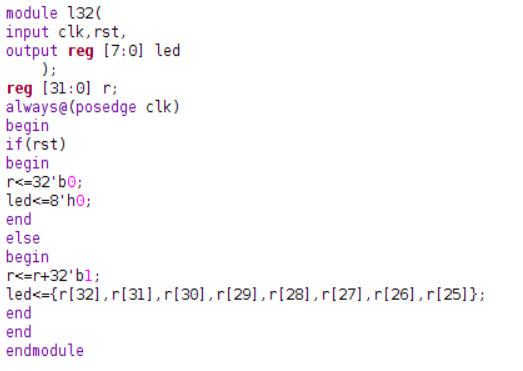 module l32(
input clk,rst,
output reg [7:0] led
);
reg [31:0] r;
always@(posedge clk)
begin
if(rst)
begin
r<=32'b0;
led<=8'h0;
end
else
begin
r<=r+32'b1;
led<={r[32],r[31],r[30],r[29],r[28],r[27],r[26],r[25]};
end
end
endmodule